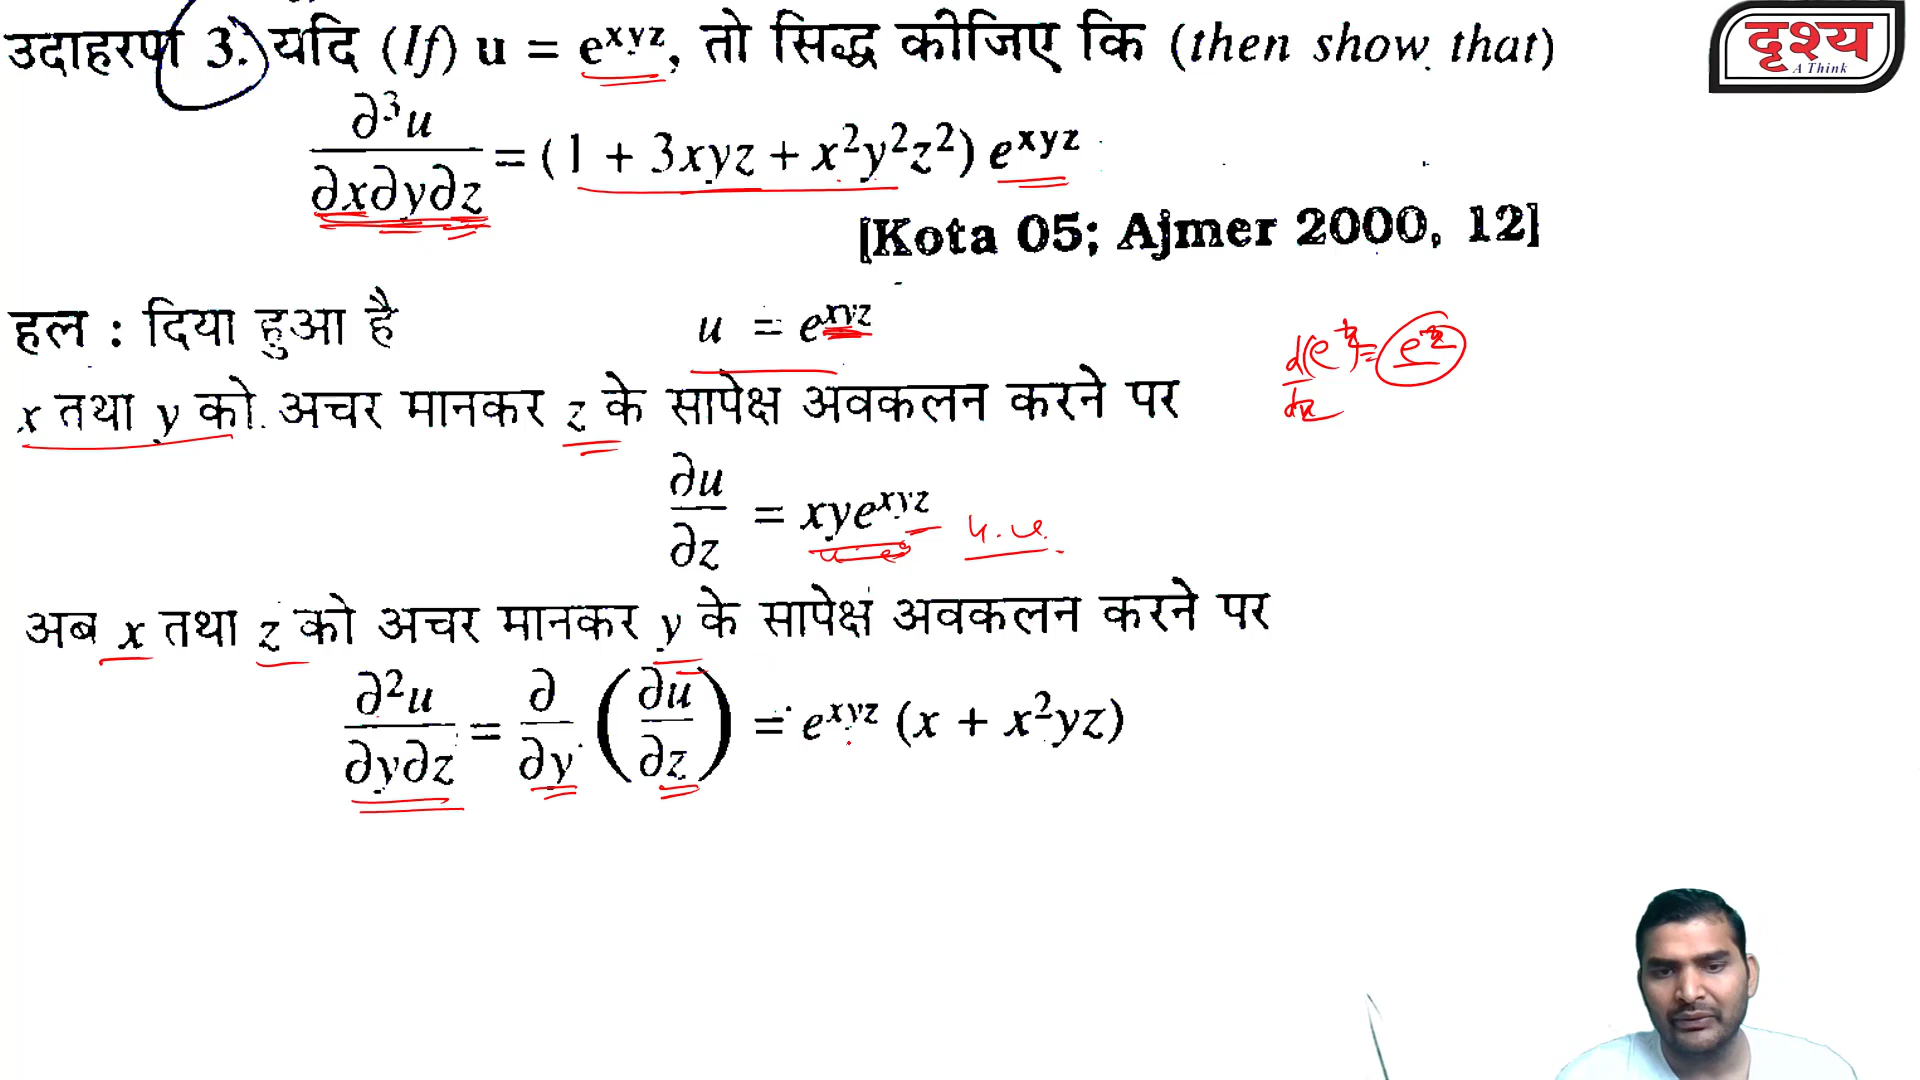 उदाहरण 3. यदि (If) u = e^xyz, तो सिद्ध कीजिए कि (then show that)
दृश्य
A Think
∂³u / ∂x∂y∂z = (1 + 3xyz + x²y²z²) e^xyz
[Kota 05; Ajmer 2000, 12]
हल : दिया हुआ है u = e^xyz
x तथा y को अचर मानकर z के सापेक्ष अवकलन करने पर
∂u/∂z = xye^xyz
अब x तथा z को अचर मानकर y के सापेक्ष अवकलन करने पर
∂²u / ∂y∂z = ∂/∂y (∂u/∂z) = e^xyz (x + x²yz)